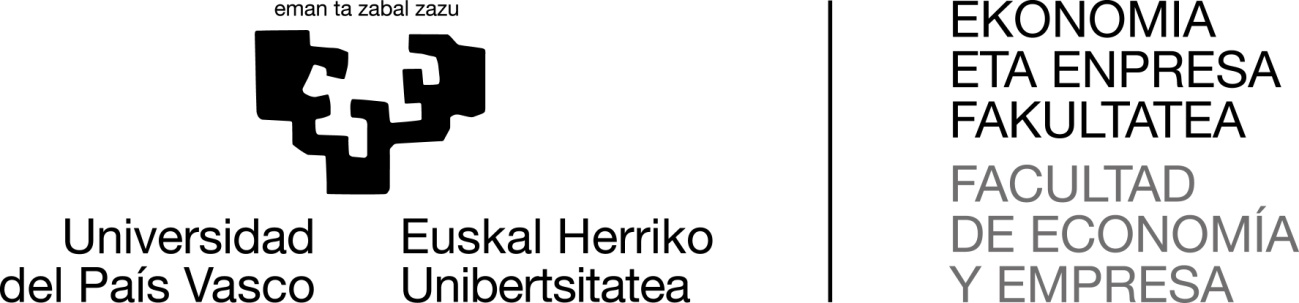 eman ta zabal zazu
Universidad
del País Vasco
Euskal Herriko
Unibertsitatea
EKONOMIA
ETA ENPRESA
FAKULTATEA
FACULTAD
DE ECONOMÍA
Y EMPRESA